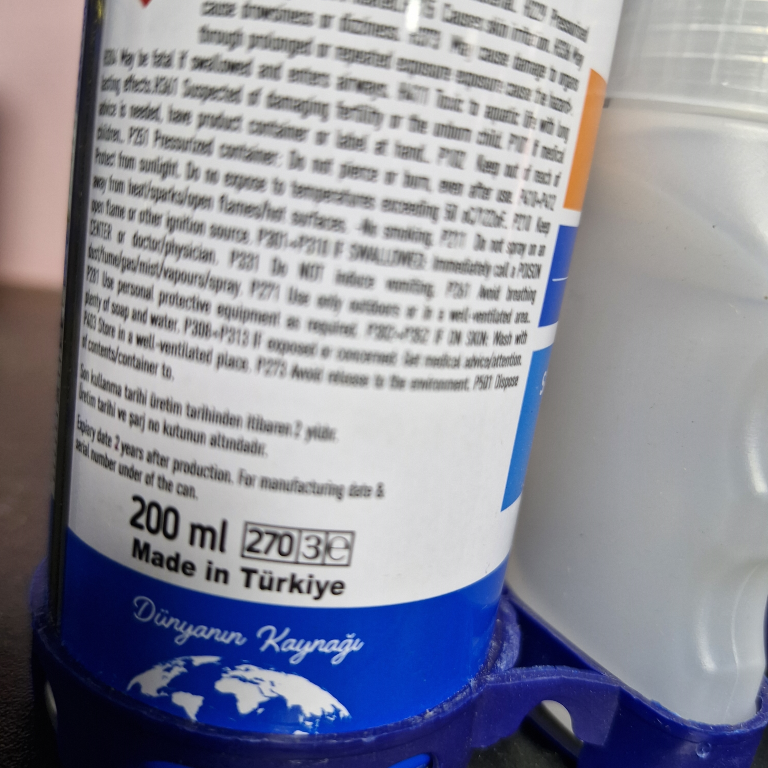 cause drowsiness or dizziness. H373 May cause damage to organs
through prolonged or repeated exposure exposure cause the hazard.
H304 May be fatal if swallowed and enters airways. H411 Toxic to aquatic life with long
lasting effects.H361 Suspected of damaging fertility or the unborn child. P101 If medical
advice is needed, have product container or label at hand. P102 Keep out of reach of
children. P251 Pressurized container: Do not pierce or burn, even after use. P410+P412
Protect from sunlight. Do no expose to temperatures exceeding 50 P210 Keep
away from heat/sparks/open flames/hot surfaces. -No smoking. P211 Do not spray on an
open flame or other ignition source. P301+P310 IF SWALLOWED: Immediately call a POISON
CENTER or doctor/physician. P331 Do NOT induce vomiting. P261 Avoid breathing
dust/fume/gas/mist/vapours/spray. P271 Use only outdoors or in a well-ventilated area.
P281 Use personal protective equipment as required. P302+P352 IF ON SKIN: Wash with
plenty of soap and water. P308+P313 IF exposed or concerned: Get medical advice/attention.
P403 Store in a well-ventilated place. P273 Avoid release to the environment. P501 Dispose
of contents/container to.
Son kullanma tarihi üretim tarihinden itibaren 2 yıldır.
Üretim tarihi ve şarj no kutunun altındadır.
Expiry date 2 years after production. For manufacturing date &
serial number under of the can.
200 ml 270 3 e
Made in Türkiye
Dünyanın Kaynağı